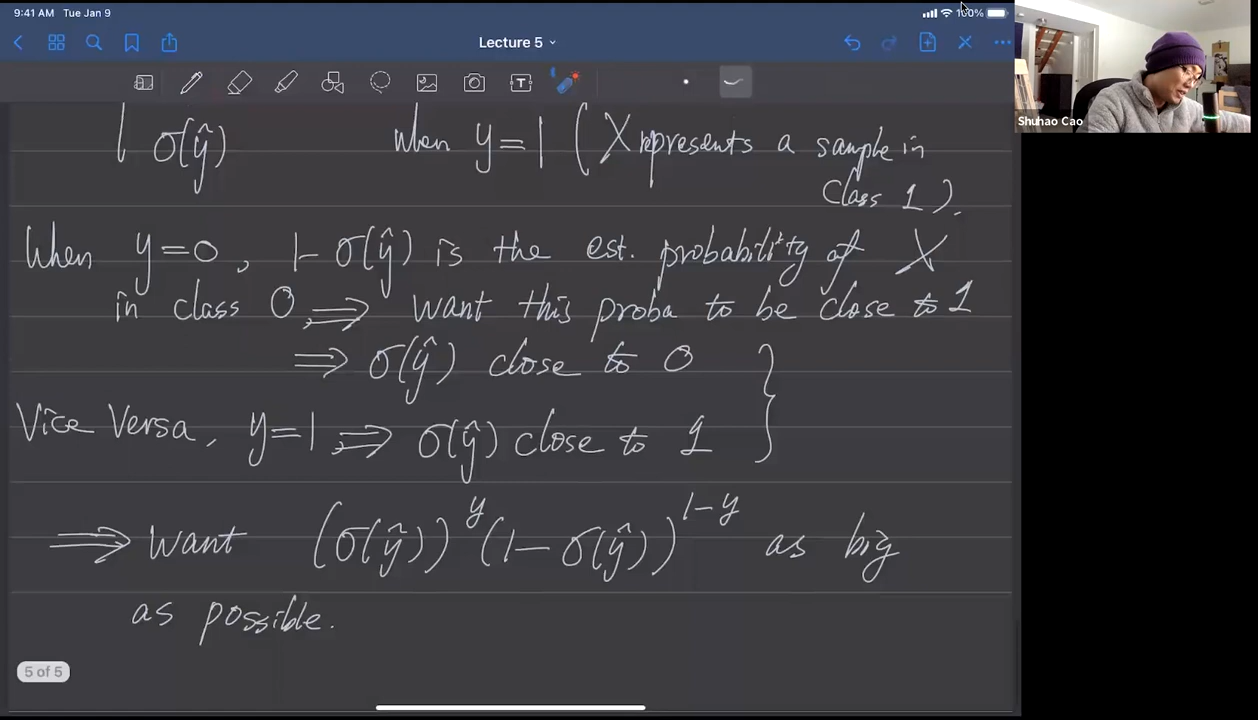 9:41 AM Tue Jan 9
100%
Lecture 5
T
Shuhao Cao
σ(ŷ) When y=1 (X represents a sample in
Class 1).
When y=0, 1-σ(ŷ) is the est. probability of X
in class 0, ⟹ Want this proba to be close to 1
⟹ σ(ŷ) close to 0
Vice Versa, y=1, ⟹ σ(ŷ) close to 1
⟹ Want (σ(ŷ))^y (1-σ(ŷ))^{1-y} as big
as possible.
5 of 5